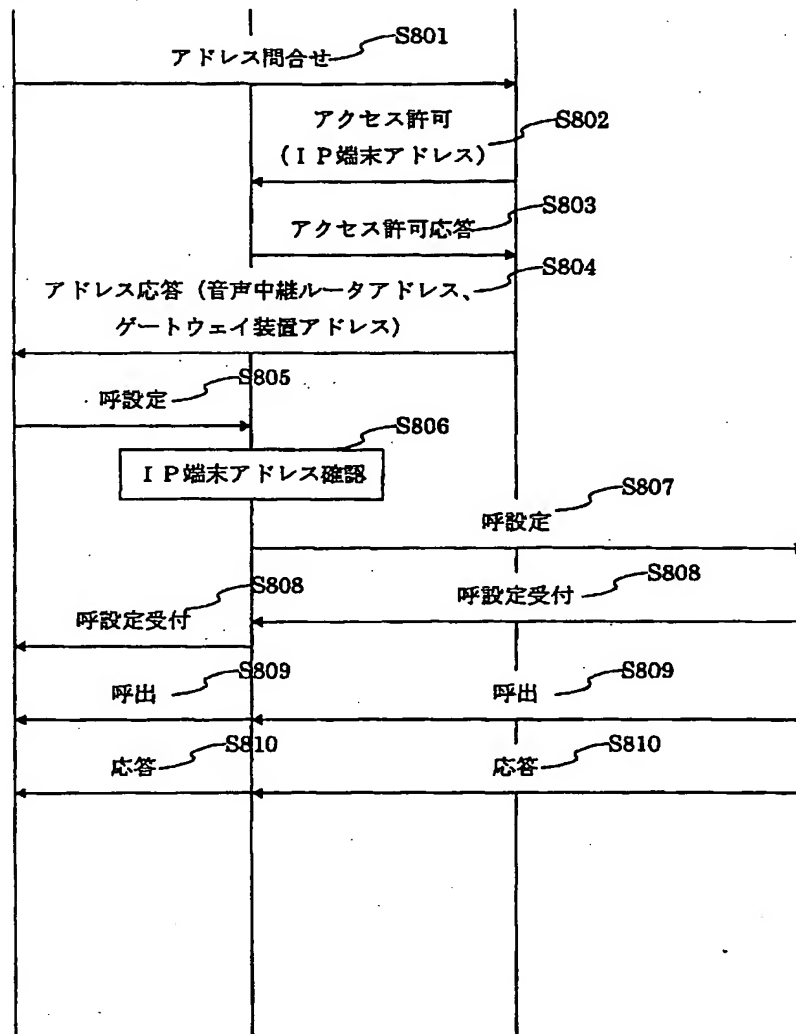 S801
アドレス問合せ
アクセス許可
S802
(IP端末アドレス)
S803
アクセス許可応答
S804
アドレス応答(音声中継ルータアドレス、
ゲートウェイ装置アドレス)
S805
呼設定
S806
IP端末アドレス確認
S807
呼設定
S808
呼設定受付
S808
呼設定受付
S809
呼出
S809
呼出
S810
応答
S810
応答